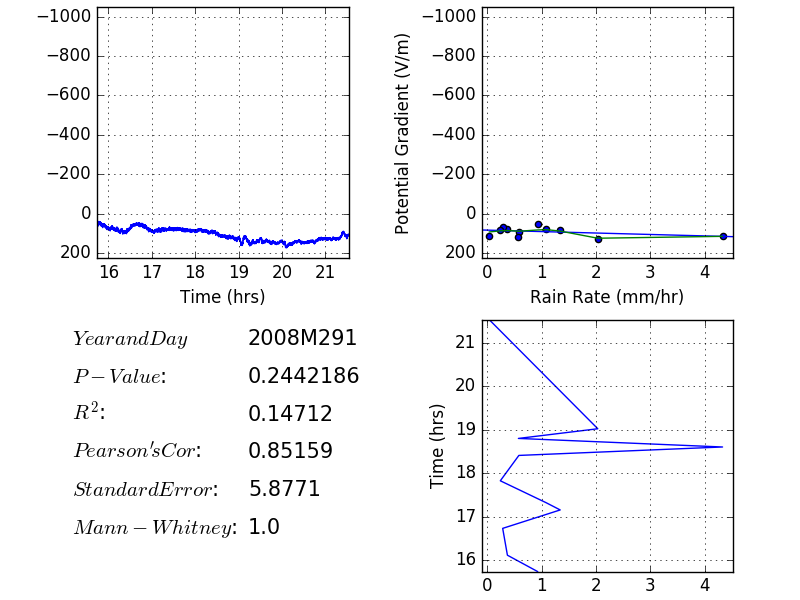 −1000
−800
−600
−400
−200
0
200
16 17 18 19 20 21
Time (hrs)
Potential Gradient (V/m)
−1000
−800
−600
−400
−200
0
200
0 1 2 3 4
Rain Rate (mm/hr)
YearandDay 2008M291
P−Value: 0.2442186
R²: 0.14712
Pearson'sCor: 0.85159
StandardError: 5.8771
Mann−Whitney: 1.0
Time (hrs)
21
20
19
18
17
16
0 1 2 3 4